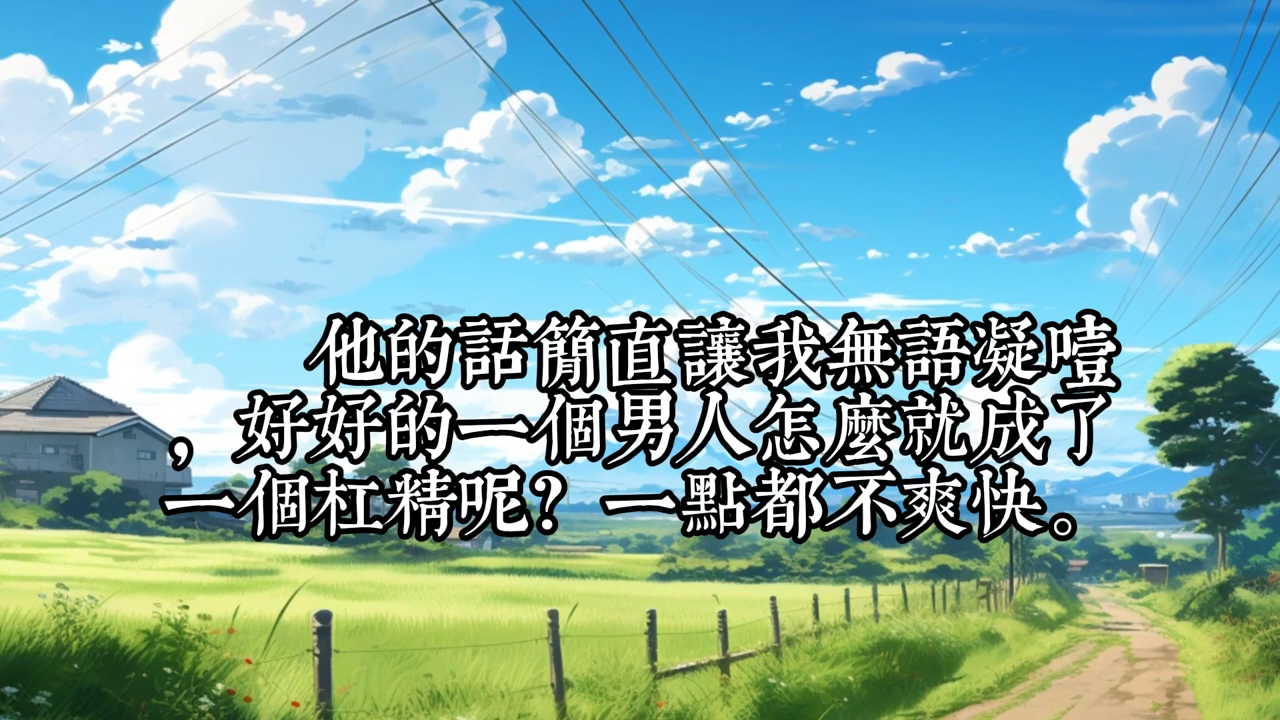 他的話簡直讓我無語凝噎
，好好的一個男人怎麼就成了
一個杠精呢？一點都不爽快。